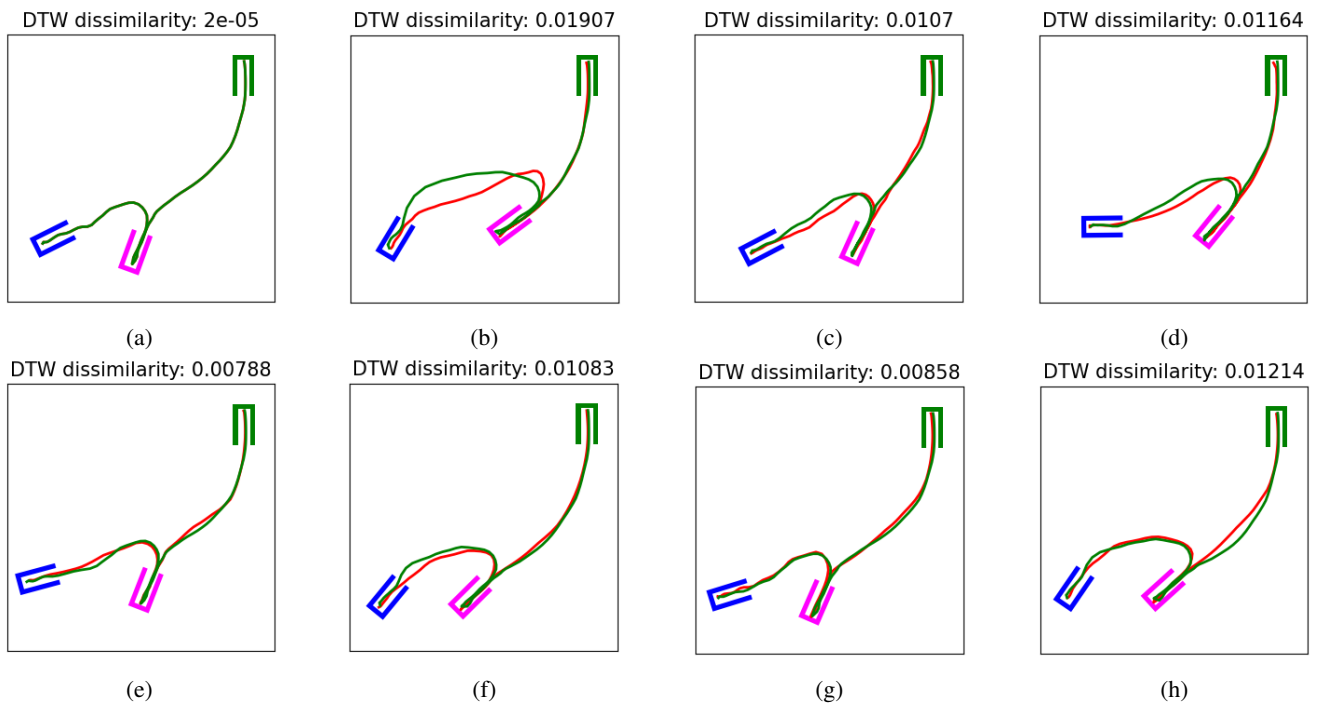 DTW dissimilarity: 2e-05
DTW dissimilarity: 0.01907
DTW dissimilarity: 0.0107
DTW dissimilarity: 0.01164
(a)
(b)
(c)
(d)
DTW dissimilarity: 0.00788
DTW dissimilarity: 0.01083
DTW dissimilarity: 0.00858
DTW dissimilarity: 0.01214
(e)
(f)
(g)
(h)